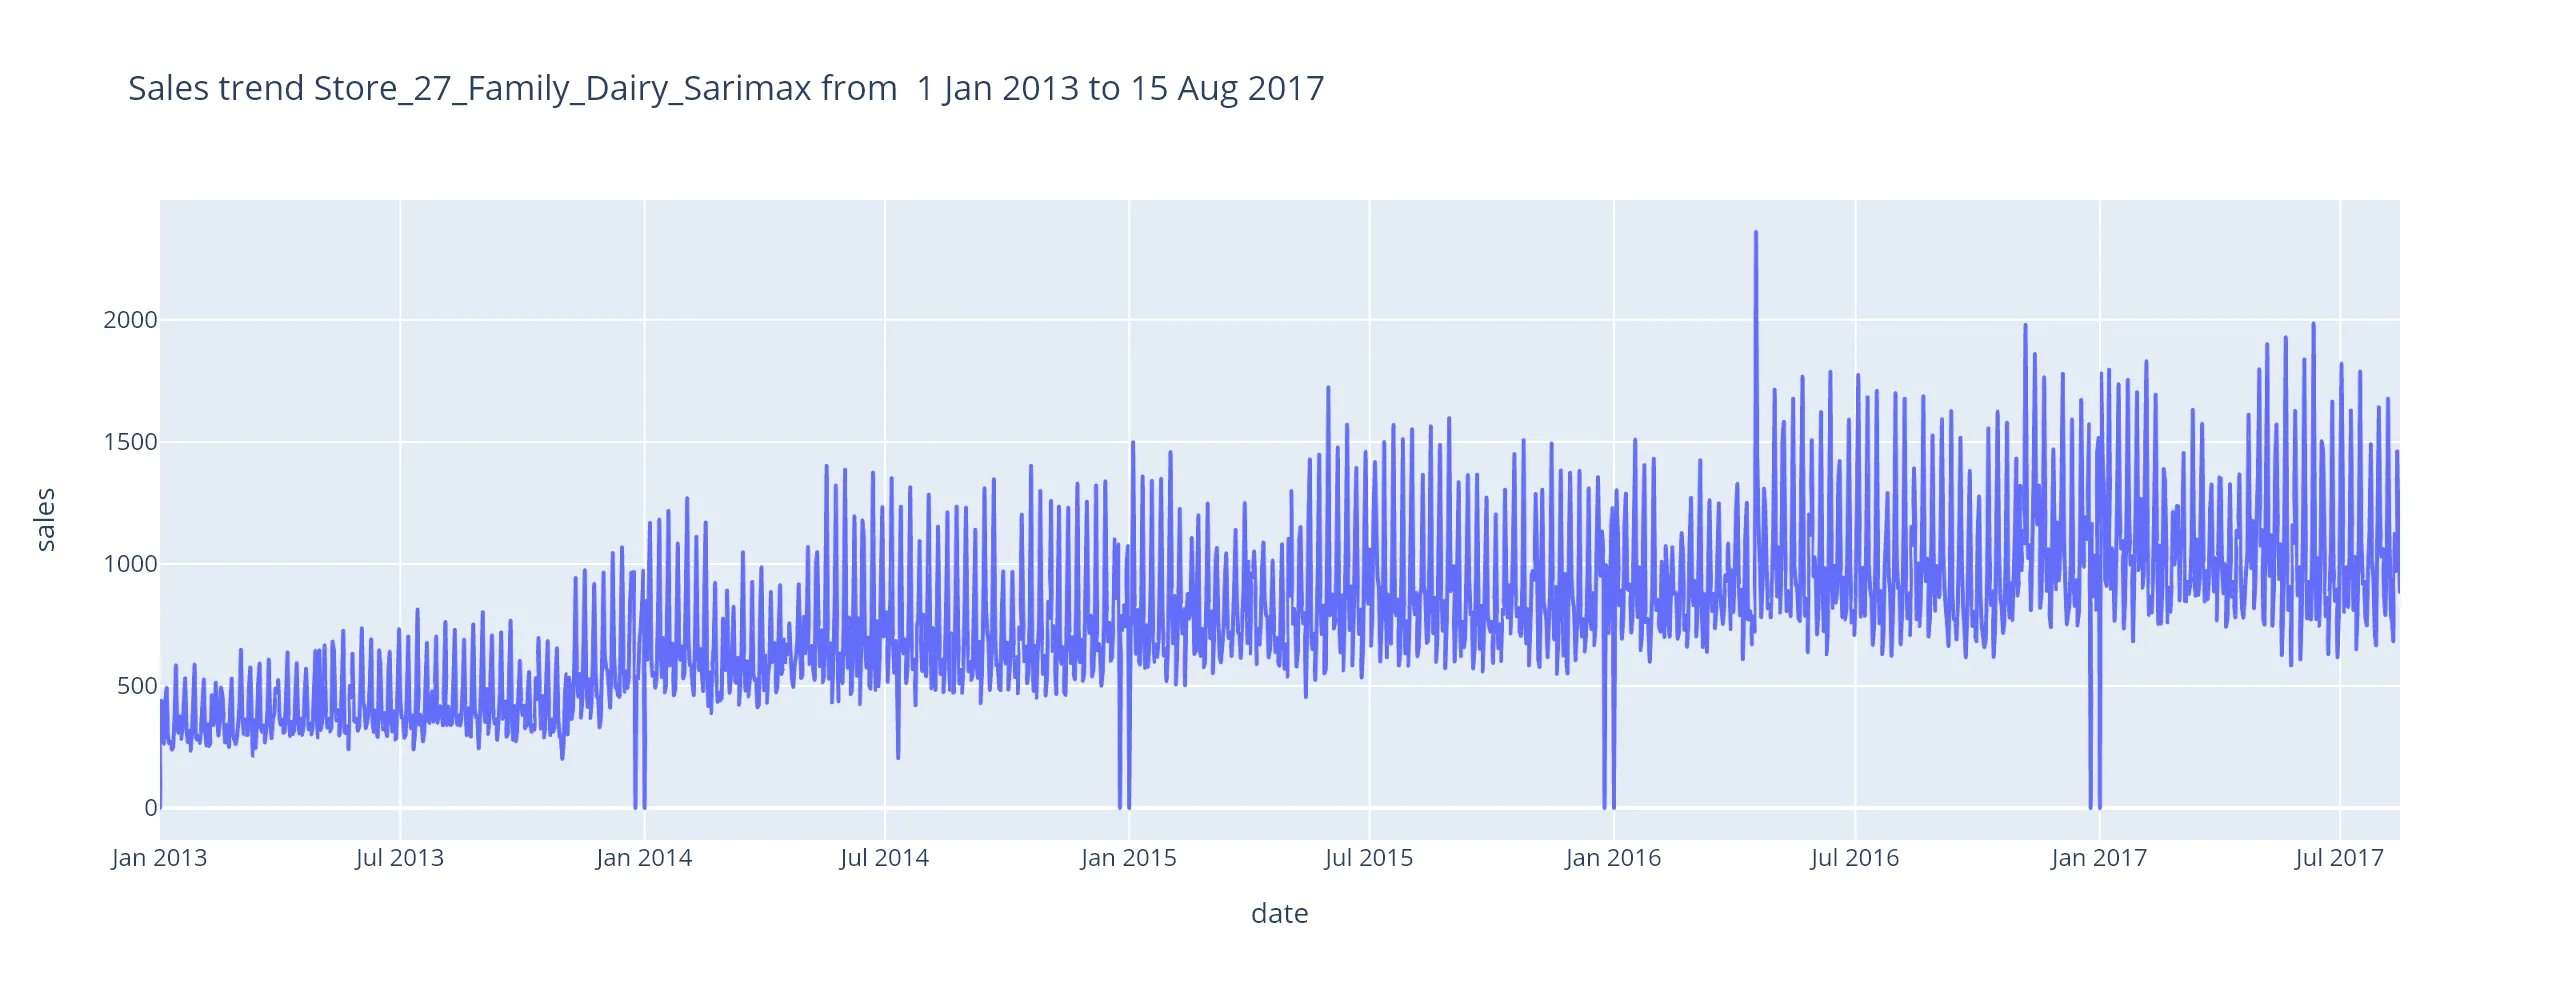 Sales trend Store_27_Family_Dairy_Sarimax from  1 Jan 2013 to 15 Aug 2017
2000
1500
1000
500
0
sales
Jan 2013 Jul 2013 Jan 2014 Jul 2014 Jan 2015 Jul 2015 Jan 2016 Jul 2016 Jan 2017 Jul 2017
date